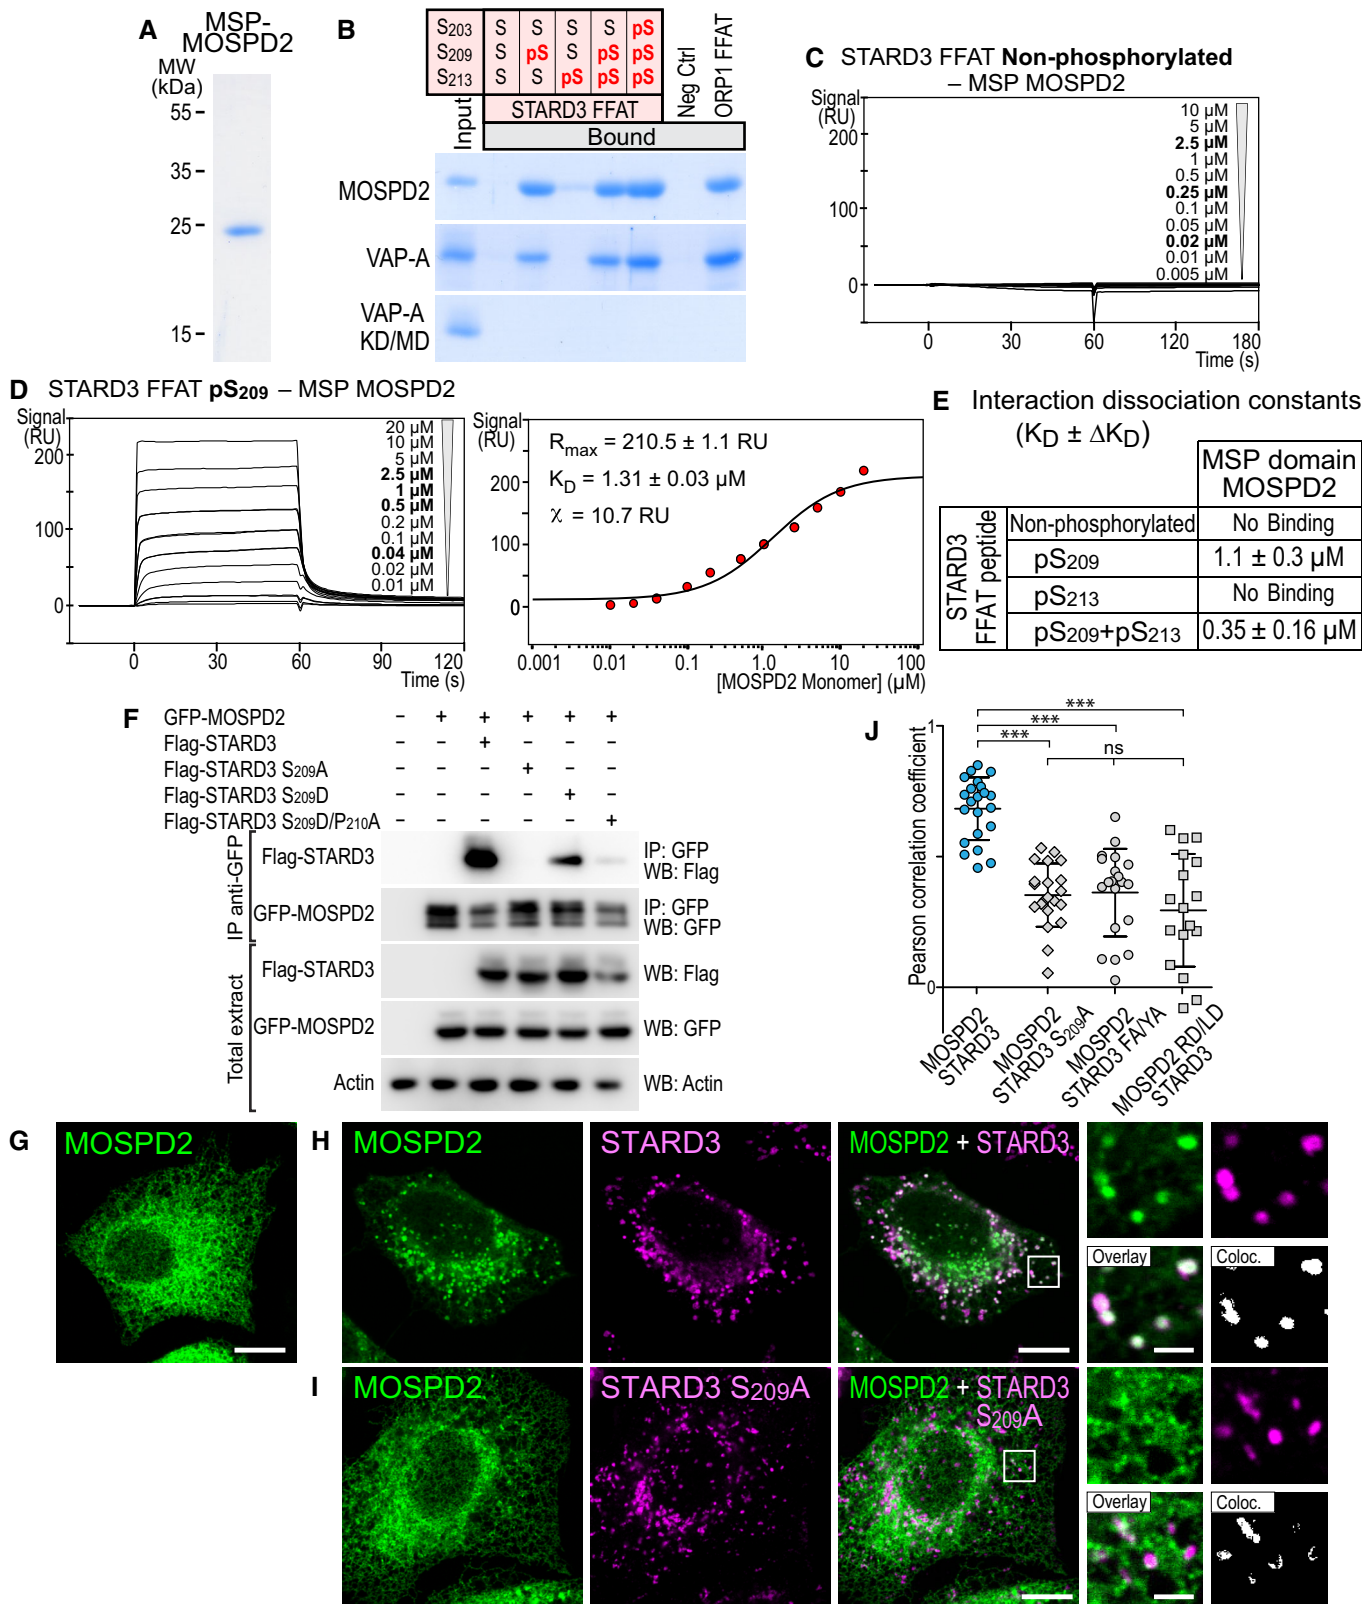 A
MSP-
MOSPD2
MW
(kDa)
55
35
25
15
B
S203 S S S S pS
S209 S pS S pS pS
S213 S S pS pS pS
Input
STARD3 FFAT
Neg Ctrl
ORP1 FFAT
Bound
MOSPD2
VAP-A
VAP-A
KD/MD
C STARD3 FFAT Non-phosphorylated
– MSP MOSPD2
Signal
(RU)
200
100
0
10 µM
5 µM
2.5 µM
1 µM
0.5 µM
0.25 µM
0.1 µM
0.05 µM
0.02 µM
0.01 µM
0.005 µM
0 30 60 120 180
Time (s)
D STARD3 FFAT pS209 – MSP MOSPD2
Signal
(RU)
200
100
0
20 µM
10 µM
5 µM
2.5 µM
1 µM
0.5 µM
0.2 µM
0.1 µM
0.04 µM
0.02 µM
0.01 µM
0 30 60 90 120
Time (s)
Signal
(RU)
300
200
100
0
Rmax = 210.5 ± 1.1 RU
KD = 1.31 ± 0.03 µM
χ = 10.7 RU
0.001 0.01 0.1 1.0 10 100
[MOSPD2 Monomer] (µM)
E Interaction dissociation constants
(KD ± ΔKD)
MSP domain
MOSPD2
STARD3
FFAT peptide
Non-phosphorylated No Binding
pS209 1.1 ± 0.3 µM
pS213 No Binding
pS209+pS213 0.35 ± 0.16 µM
F
GFP-MOSPD2 – + + + + +
Flag-STARD3 – – + – – –
Flag-STARD3 S209A – – – + – –
Flag-STARD3 S209D – – – – + –
Flag-STARD3 S209D/P210A – – – – – +
IP anti-GFP
Flag-STARD3
IP: GFP
WB: Flag
GFP-MOSPD2
IP: GFP
WB: GFP
Total extract
Flag-STARD3
WB: Flag
GFP-MOSPD2
WB: GFP
Actin
WB: Actin
J
Pearson correlation coefficient
1
0
***
***
***
ns
MOSPD2
STARD3
MOSPD2
STARD3 S209A
MOSPD2
STARD3 FA/YA
MOSPD2 RD/LD
STARD3
G
MOSPD2
H
MOSPD2
STARD3
MOSPD2 + STARD3
Overlay
Coloc.
I
MOSPD2
STARD3 S209A
MOSPD2 + STARD3
S209A
Overlay
Coloc.